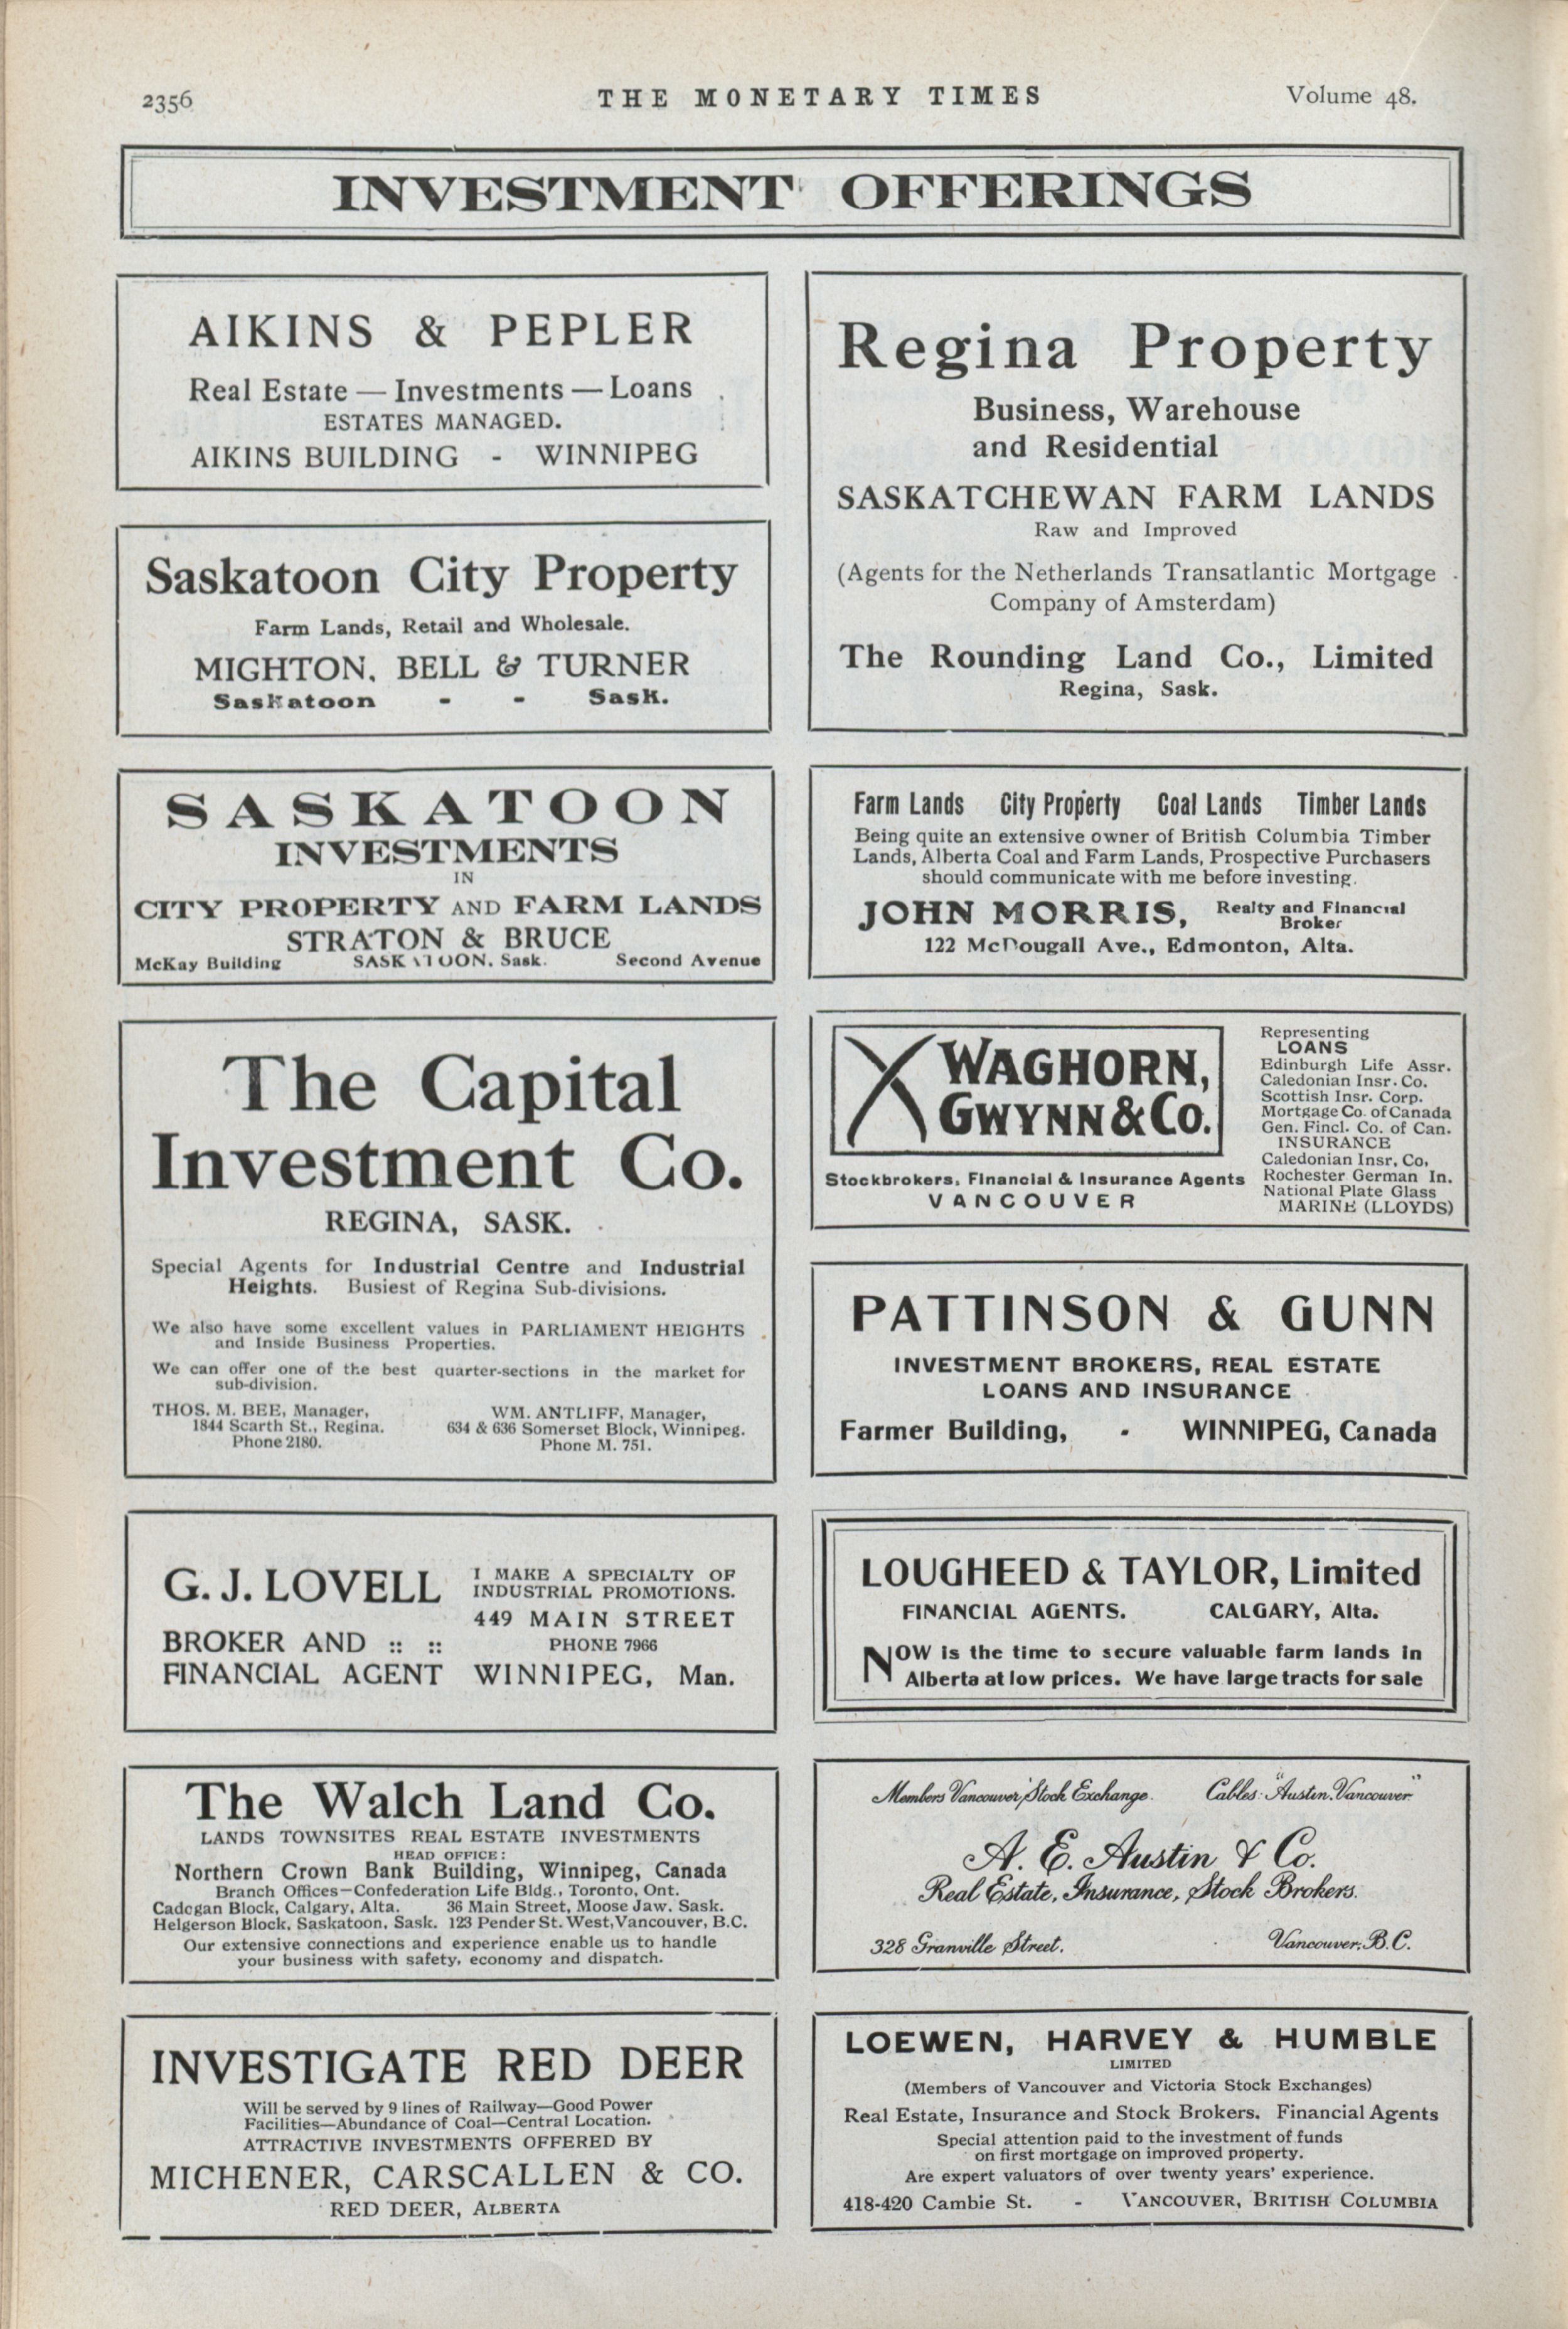 2356
THE MONETARY TIMES
Volume 48.
INVESTMENT OFFERINGS
AIKINS & PEPLER
Real Estate — Investments — Loans
ESTATES MANAGED.
AIKINS BUILDING - WINNIPEG
Saskatoon City Property
Farm Lands, Retail and Wholesale.
MIGHTON, BELL & TURNER
Saskatoon - - Sask.
SASKATOON
INVESTMENTS
IN
CITY PROPERTY AND FARM LANDS
STRATON & BRUCE
McKay Building SASKATOON, Sask. Second Avenue
The Capital
Investment Co.
REGINA, SASK.
Special Agents for Industrial Centre and Industrial
Heights. Busiest of Regina Sub-divisions.
We also have some excellent values in PARLIAMENT HEIGHTS
and Inside Business Properties.
We can offer one of the best quarter-sections in the market for
sub-division.
THOS. M. BEE, Manager,
1844 Scarth St., Regina.
Phone 2180.
WM. ANTLIFF, Manager,
634 & 636 Somerset Block, Winnipeg.
Phone M. 751.
G. J. LOVELL
BROKER AND :: ::
FINANCIAL AGENT
I MAKE A SPECIALTY OF
INDUSTRIAL PROMOTIONS.
449 MAIN STREET
PHONE 7966
WINNIPEG, Man.
The Walch Land Co.
LANDS TOWNSITES REAL ESTATE INVESTMENTS
HEAD OFFICE:
Northern Crown Bank Building, Winnipeg, Canada
Branch Offices—Confederation Life Bldg., Toronto, Ont.
Cadogan Block, Calgary, Alta. 36 Main Street, Moose Jaw. Sask.
Helgerson Block, Saskatoon, Sask. 123 Pender St. West, Vancouver, B.C.
Our extensive connections and experience enable us to handle
your business with safety, economy and dispatch.
INVESTIGATE RED DEER
Will be served by 9 lines of Railway—Good Power
Facilities—Abundance of Coal—Central Location.
ATTRACTIVE INVESTMENTS OFFERED BY
MICHENER, CARSCALLEN & CO.
RED DEER, ALBERTA
Regina Property
Business, Warehouse
and Residential
SASKATCHEWAN FARM LANDS
Raw and Improved
(Agents for the Netherlands Transatlantic Mortgage
Company of Amsterdam)
The Rounding Land Co., Limited
Regina, Sask.
Farm Lands City Property Coal Lands Timber Lands
Being quite an extensive owner of British Columbia Timber
Lands, Alberta Coal and Farm Lands, Prospective Purchasers
should communicate with me before investing.
JOHN MORRIS, Realty and Financial
Broker
122 McDougall Ave., Edmonton, Alta.
WAGHORN,
GWYNN & CO.
Stockbrokers, Financial & Insurance Agents
VANCOUVER
Representing
LOANS
Edinburgh Life Assr.
Caledonian Insr. Co.
Scottish Insr. Corp.
Mortgage Co. of Canada
Gen. Fincl. Co. of Can.
INSURANCE
Caledonian Insr. Co.
Rochester German In.
National Plate Glass
MARINE (LLOYDS)
PATTINSON & GUNN
INVESTMENT BROKERS, REAL ESTATE
LOANS AND INSURANCE
Farmer Building, - WINNIPEG, Canada
LOUGHEED & TAYLOR, Limited
FINANCIAL AGENTS. CALGARY, Alta.
NOW is the time to secure valuable farm lands in
Alberta at low prices. We have large tracts for sale
Members Vancouver Stock Exchange. Cables: "Austin, Vancouver"
A. E. Austin & Co.
Real Estate, Insurance, Stock Brokers.
328 Granville Street. Vancouver, B.C.
LOEWEN, HARVEY & HUMBLE
LIMITED
(Members of Vancouver and Victoria Stock Exchanges)
Real Estate, Insurance and Stock Brokers. Financial Agents
Special attention paid to the investment of funds
on first mortgage on improved property.
Are expert valuators of over twenty years' experience.
418-420 Cambie St. - VANCOUVER, BRITISH COLUMBIA